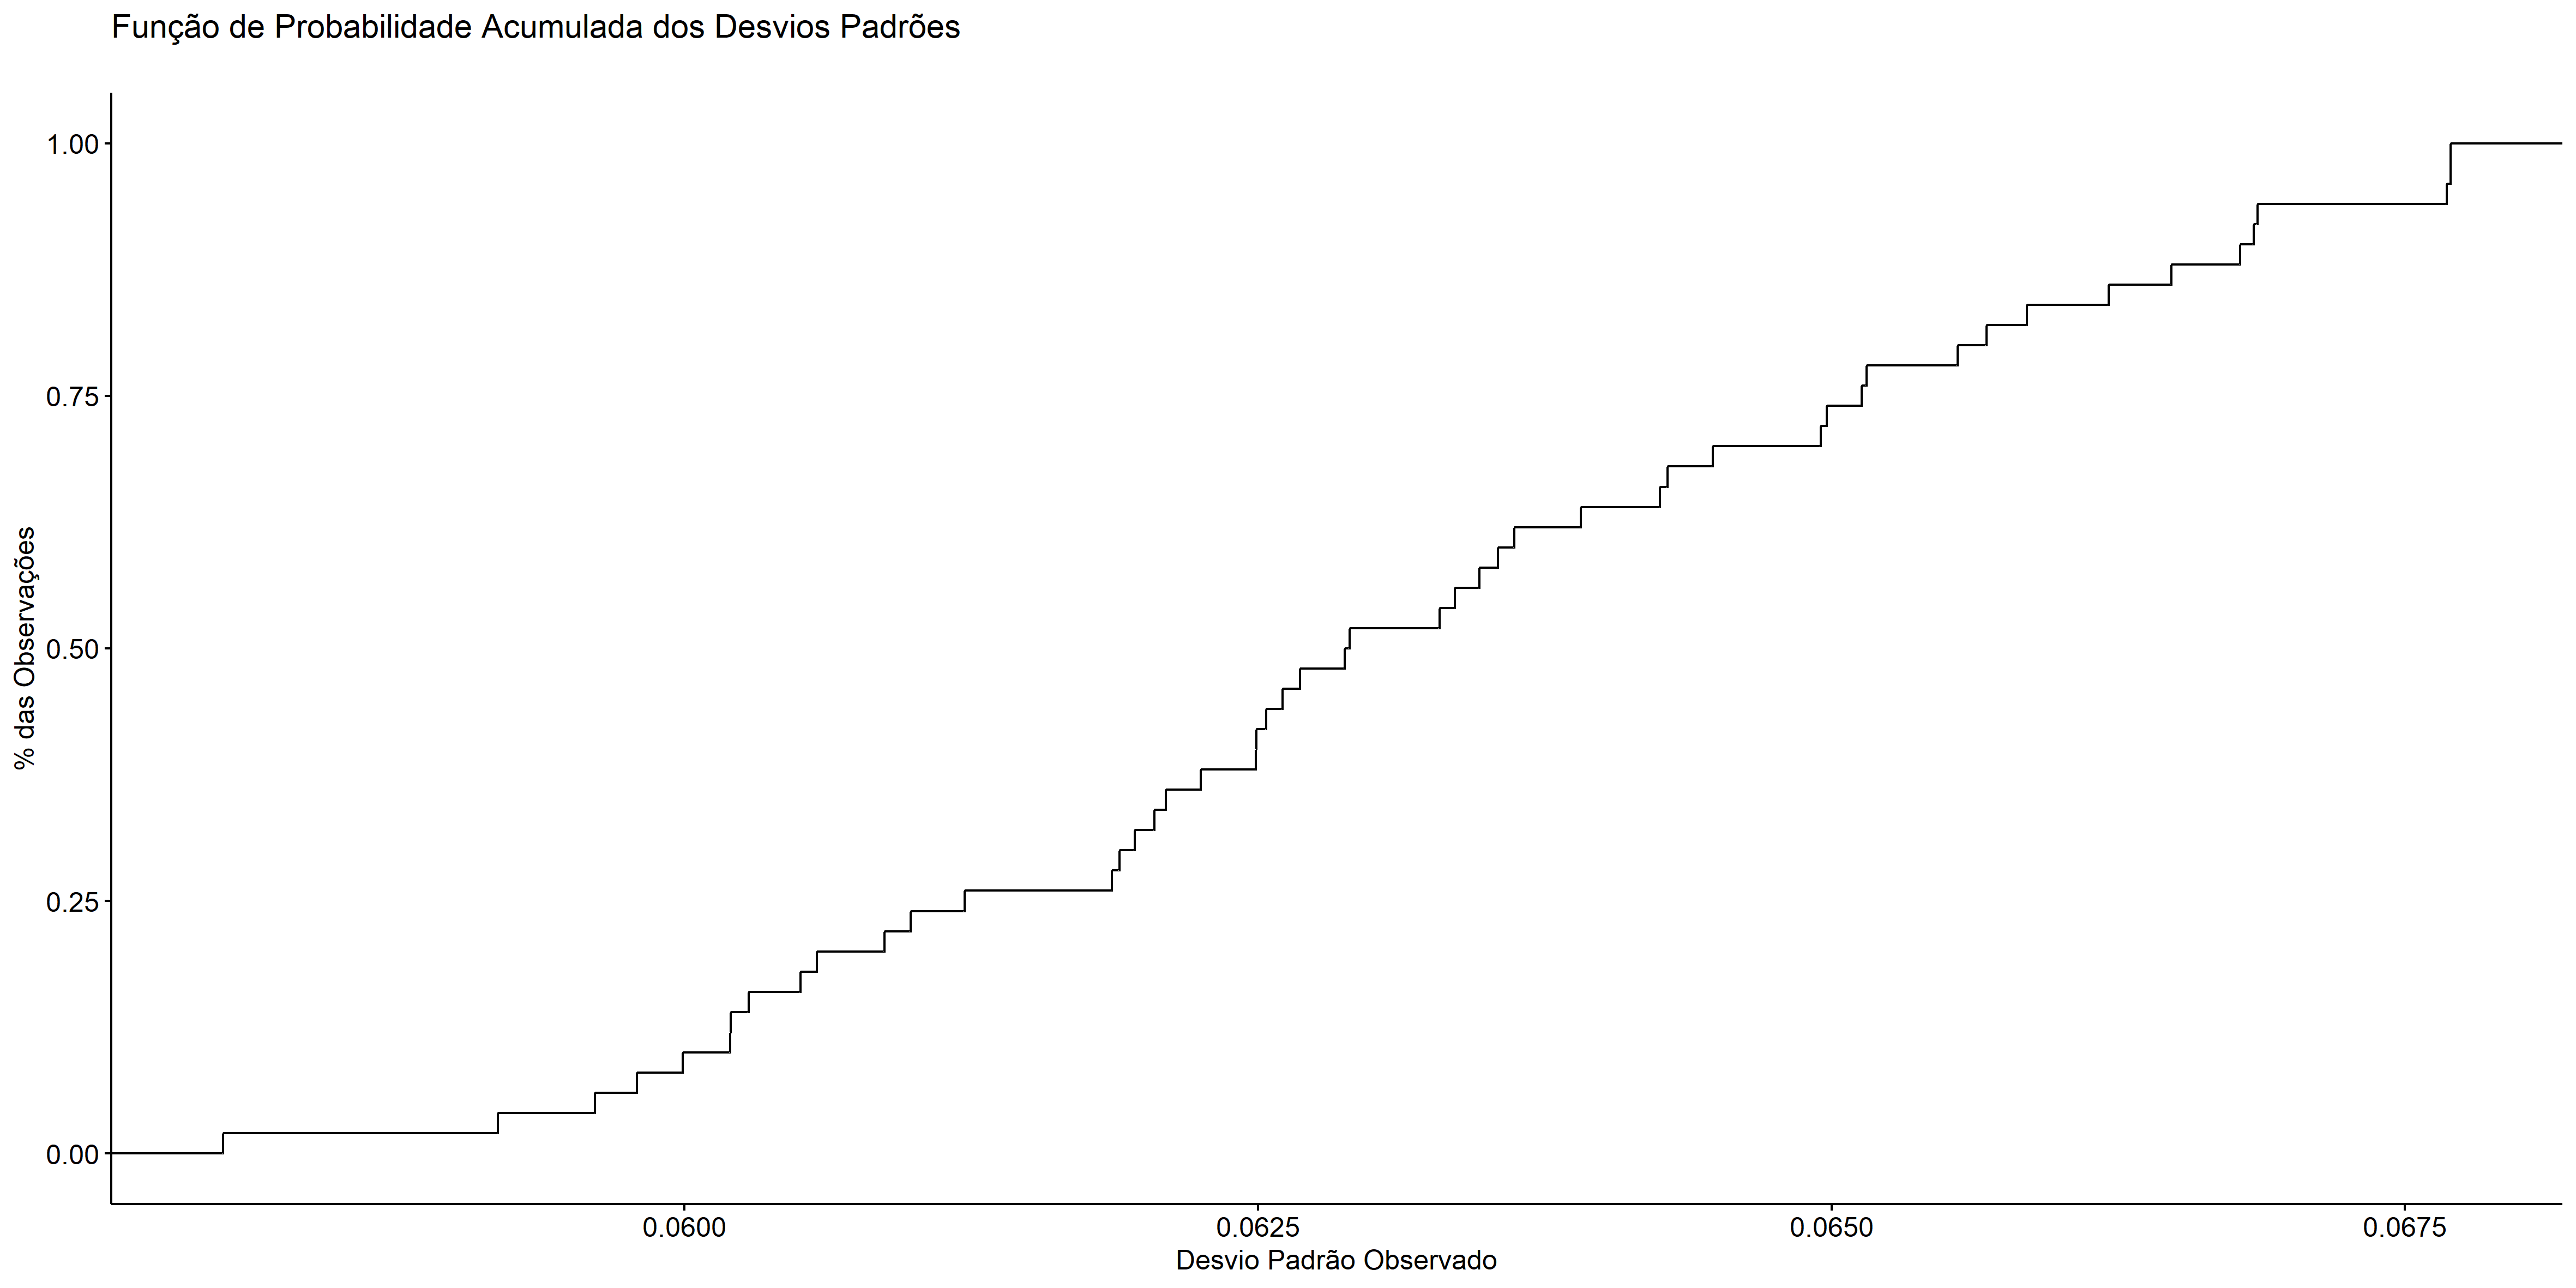 Função de Probabilidade Acumulada dos Desvios Padrões
1.00
0.75
0.50
0.25
0.00
% das Observações
0.0600 0.0625 0.0650 0.0675
Desvio Padrão Observado